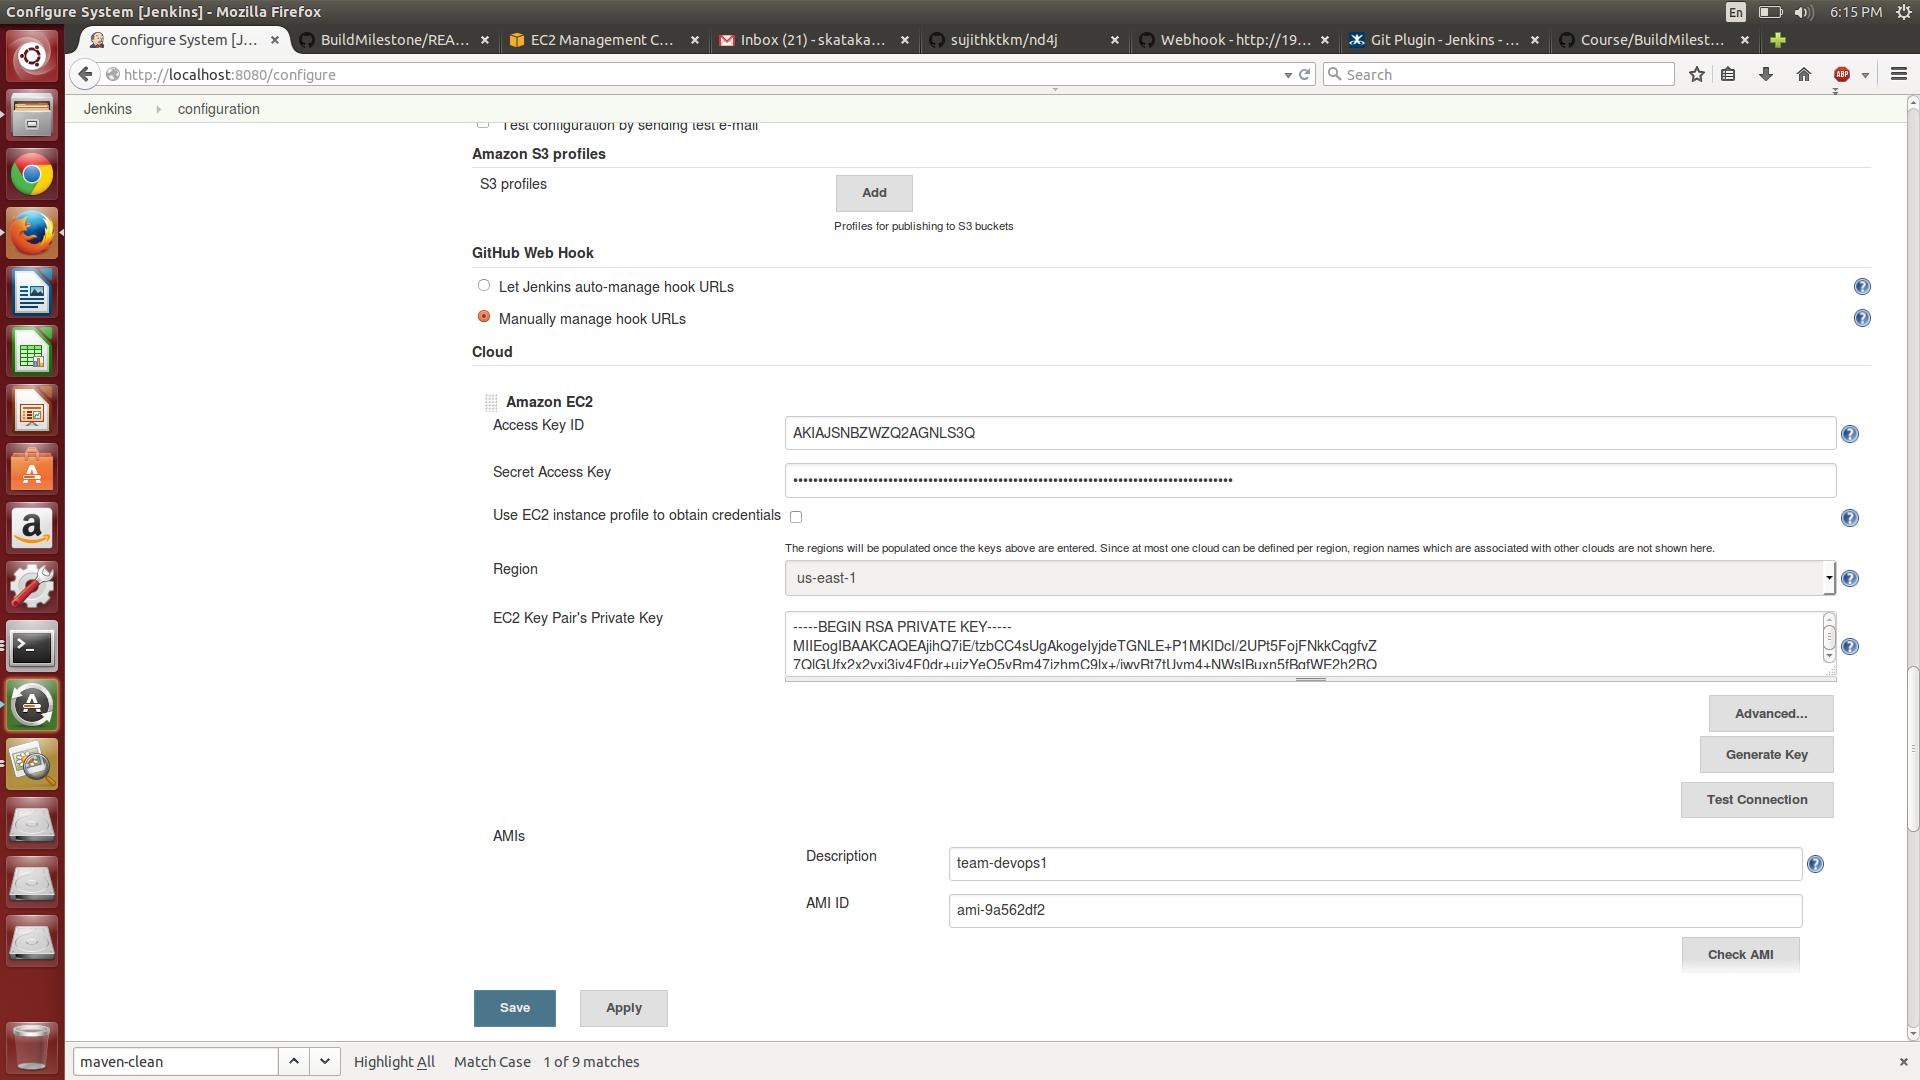 Configure System [Jenkins] - Mozilla Firefox
En 6:15 PM
Configure System [J... BuildMilestone/REA... EC2 Management C... Inbox (21) - skataka... sujithktkm/nd4j Webhook - http://19... Git Plugin - Jenkins - ... Course/BuildMilest...
http://localhost:8080/configure Search ABP
Jenkins configuration
Test configuration by sending test e-mail
Amazon S3 profiles
S3 profiles Add
Profiles for publishing to S3 buckets
GitHub Web Hook
Let Jenkins auto-manage hook URLs
Manually manage hook URLs
Cloud
Amazon EC2
Access Key ID AKIAJSNBZWZQ2AGNLS3Q
Secret Access Key
Use EC2 instance profile to obtain credentials
The regions will be populated once the keys above are entered. Since at most one cloud can be defined per region, region names which are associated with other clouds are not shown here.
Region us-east-1
EC2 Key Pair's Private Key -----BEGIN RSA PRIVATE KEY-----
Advanced...
Generate Key
Test Connection
AMIs
Description team-devops1
AMI ID ami-9a562df2
Check AMI
Save Apply
maven-clean Highlight All Match Case 1 of 9 matches